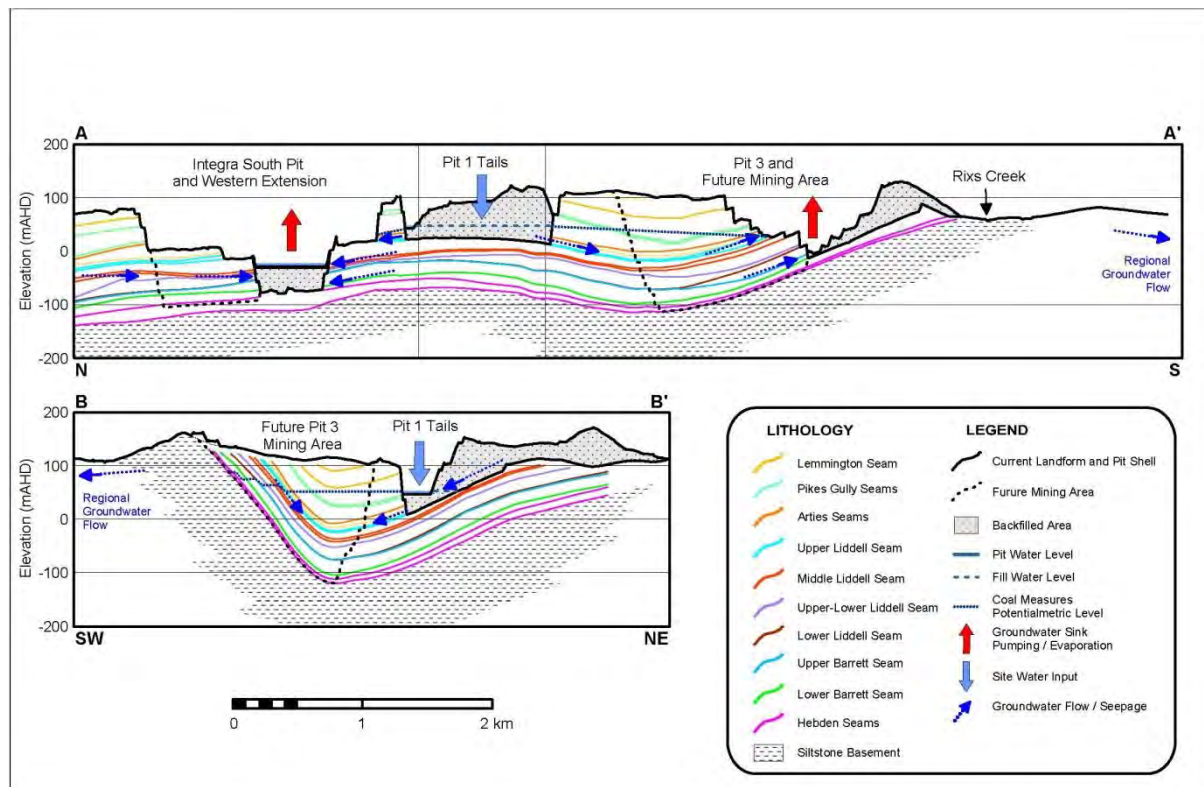 A
A'
200
100
0
-100
-200
Elevation (mAHD)
Integra South Pit
and Western Extension
Pit 1 Tails
Pit 3 and
Future Mining Area
Rixs Creek
Regional
Groundwater
Flow
N
S
B
B'
200
100
0
-100
-200
Elevation (mAHD)
Future Pit 3
Mining Area
Pit 1 Tails
Regional
Groundwater
Flow
SW
NE
0
1
2 km
LITHOLOGY
Lemmington Seam
Pikes Gully Seams
Arties Seams
Upper Liddell Seam
Middle Liddell Seam
Upper-Lower Liddell Seam
Lower Liddell Seam
Upper Barrett Seam
Lower Barrett Seam
Hebden Seams
Siltstone Basement
LEGEND
Current Landform and Pit Shell
Future Mining Area
Backfilled Area
Pit Water Level
Fill Water Level
Coal Measures
Potentialmetric Level
Groundwater Sink
Pumping / Evaporation
Site Water Input
Groundwater Flow / Seepage